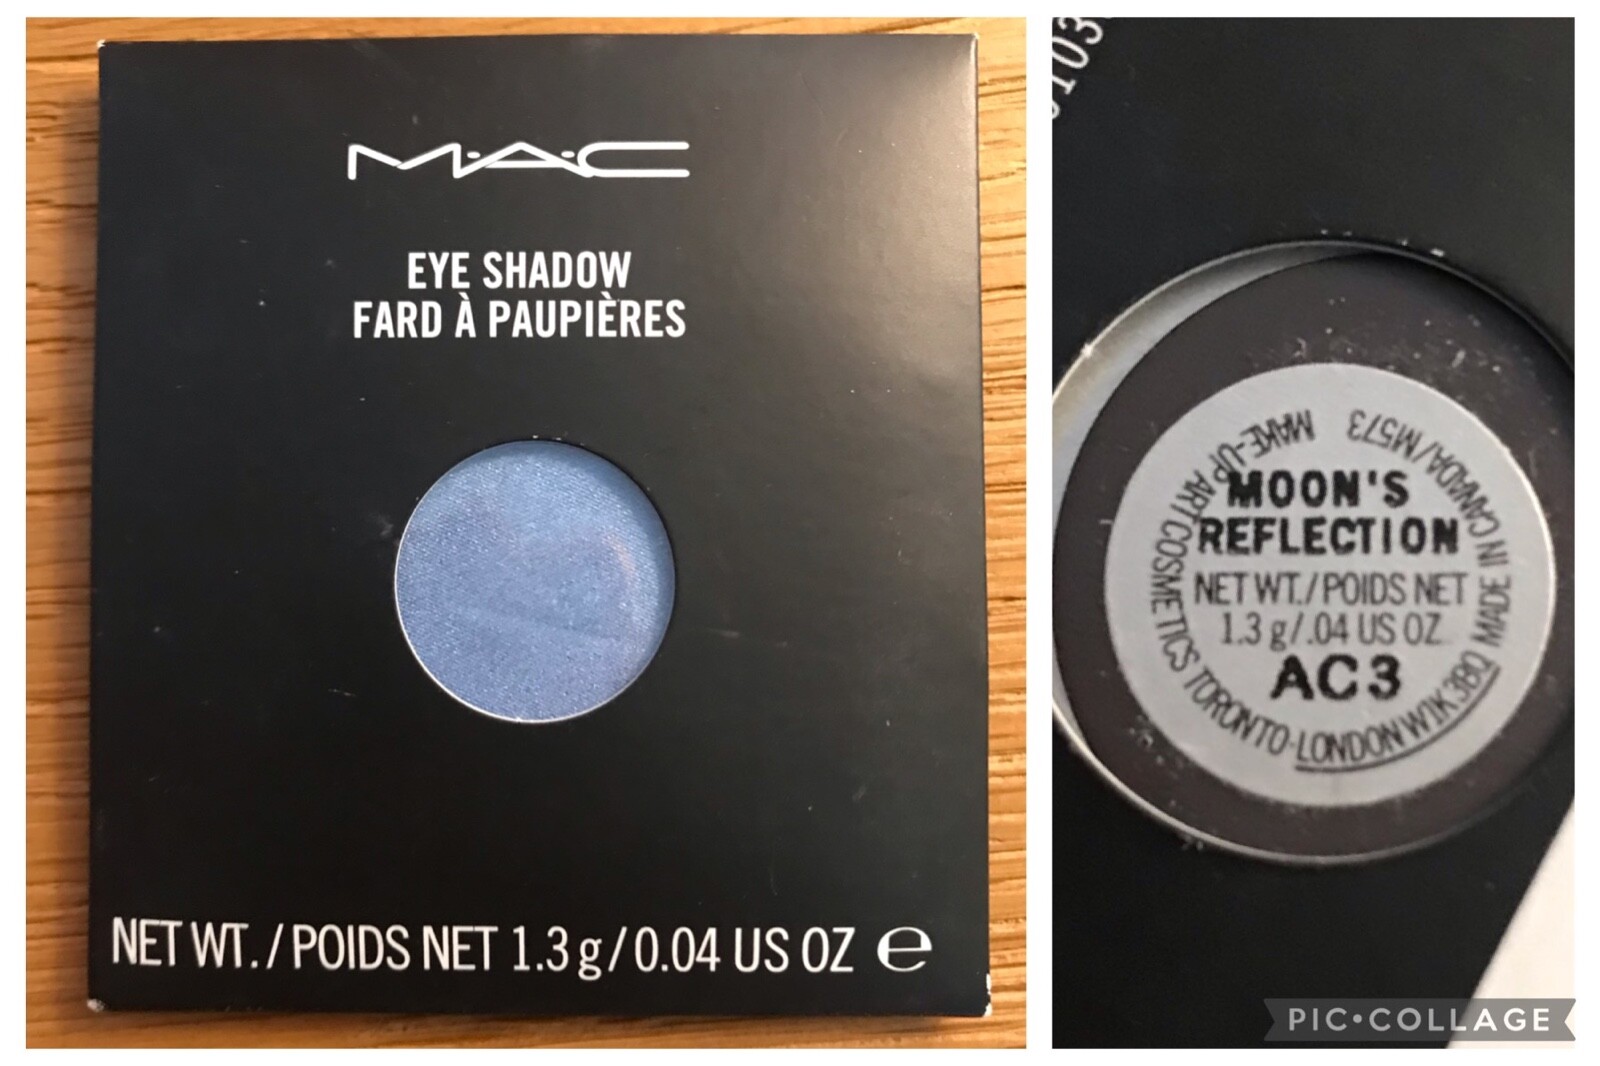 M·A·C
EYE SHADOW
FARD À PAUPIÈRES
NET WT. / POIDS NET 1.3 g / 0.04 US OZ ℮
MOON'S
REFLECTION
NET WT./POIDS NET
1.3 g/.04 US OZ
AC3
MAKE-UP ART COSMETICS TORONTO-LONDON W1K 3BQ MADE IN CANADA/M573
PIC•COLLAGE